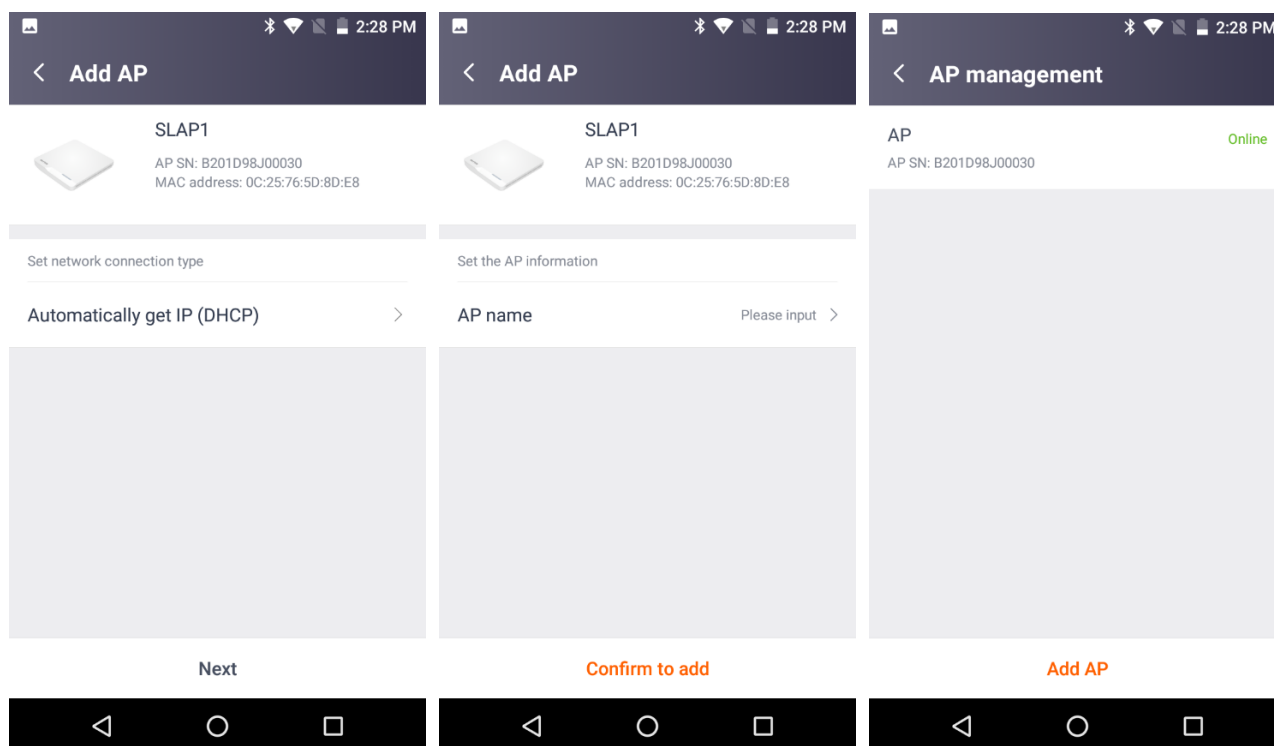 2:28 PM
Add AP
SLAP1
AP SN: B201D98J00030
MAC address: 0C:25:76:5D:8D:E8
Set network connection type
Automatically get IP (DHCP)
Next
2:28 PM
Add AP
SLAP1
AP SN: B201D98J00030
MAC address: 0C:25:76:5D:8D:E8
Set the AP information
AP name Please input
Confirm to add
2:28 PM
AP management
AP Online
AP SN: B201D98J00030
Add AP